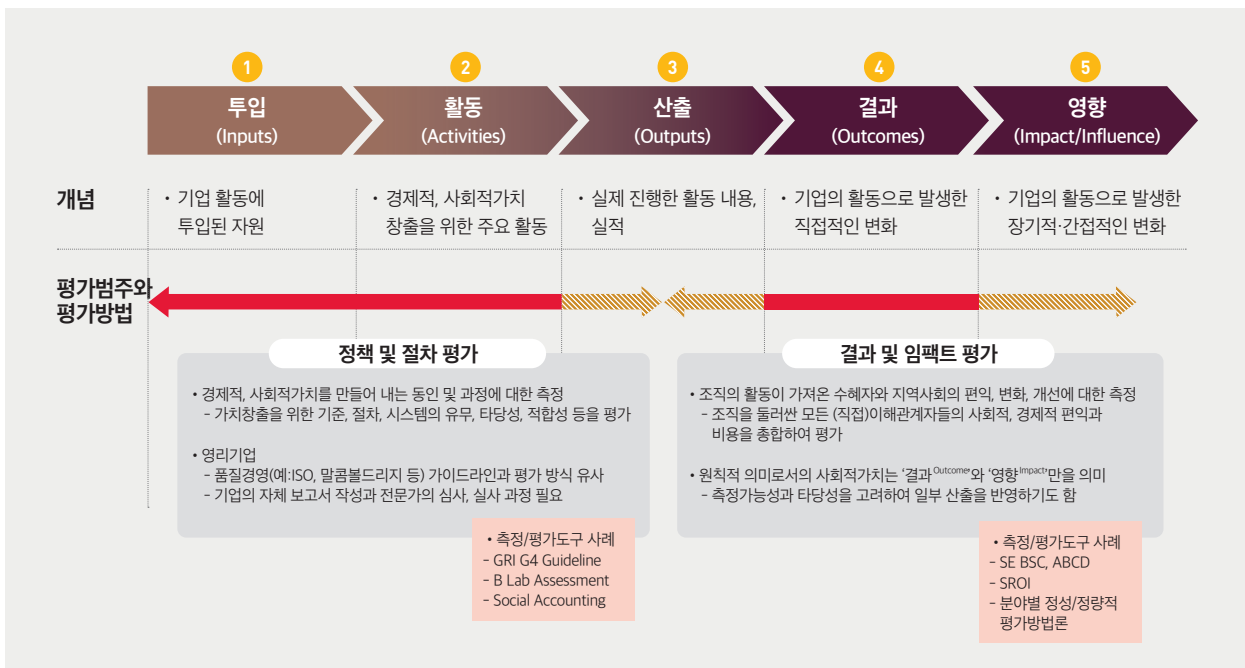 1
투입
(Inputs)
2
활동
(Activities)
3
산출
(Outputs)
4
결과
(Outcomes)
5
영향
(Impact/Influence)
개념
• 기업 활동에
투입된 자원
• 경제적, 사회적가치
창출을 위한 주요 활동
• 실제 진행한 활동 내용,
실적
• 기업의 활동으로 발생한
직접적인 변화
• 기업의 활동으로 발생한
장기적·간접적인 변화
평가범주와
평가방법
정책 및 절차 평가
• 경제적, 사회적가치를 만들어 내는 동인 및 과정에 대한 측정
- 가치창출을 위한 기준, 절차, 시스템의 유무, 타당성, 적합성 등을 평가
• 영리기업
- 품질경영(예:ISO, 말콤볼드리지 등) 가이드라인과 평가 방식 유사
- 기업의 자체 보고서 작성과 전문가의 심사, 실사 과정 필요
• 측정/평가도구 사례
- GRI G4 Guideline
- B Lab Assessment
- Social Accounting
결과 및 임팩트 평가
• 조직의 활동이 가져온 수혜자와 지역사회의 편익, 변화, 개선에 대한 측정
- 조직을 둘러싼 모든 (직접)이해관계자들의 사회적, 경제적 편익과
비용을 총합하여 평가
• 원칙적 의미로서의 사회적가치는 ‘결과Outcome’와 ‘영향Impact’만을 의미
- 측정가능성과 타당성을 고려하여 일부 산출을 반영하기도 함
• 측정/평가도구 사례
- SE BSC, ABCD
- SROI
- 분야별 정성/정량적
평가방법론